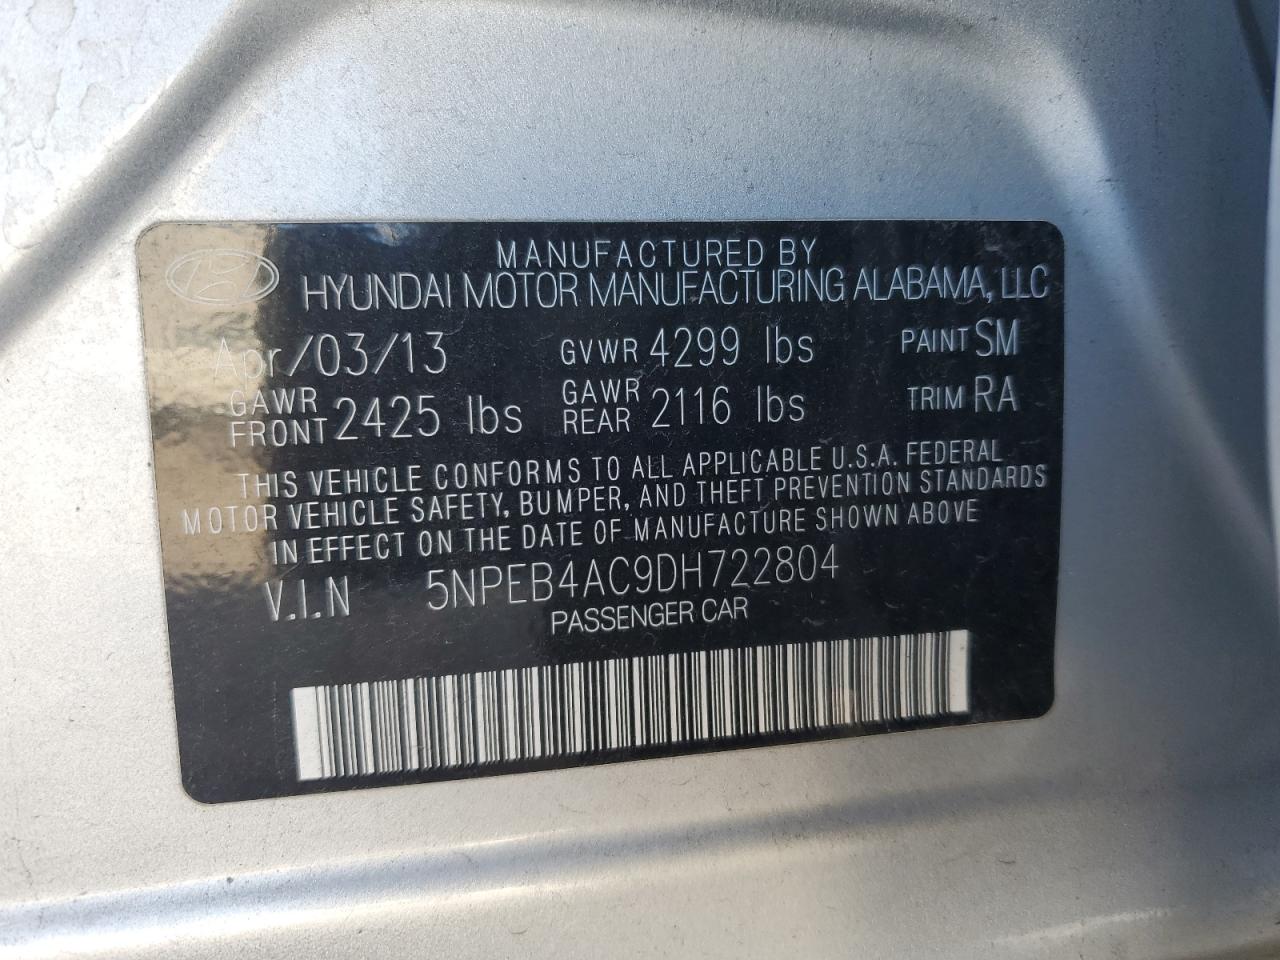 MANUFACTURED BY
HYUNDAI MOTOR MANUFACTURING ALABAMA, LLC
Apr/03/13 GVWR 4299 lbs PAINT SM
GAWR FRONT 2425 lbs GAWR REAR 2116 lbs TRIM RA
THIS VEHICLE CONFORMS TO ALL APPLICABLE U.S.A. FEDERAL
MOTOR VEHICLE SAFETY, BUMPER, AND THEFT PREVENTION STANDARDS
IN EFFECT ON THE DATE OF MANUFACTURE SHOWN ABOVE
V.I.N 5NPEB4AC9DH722804
PASSENGER CAR